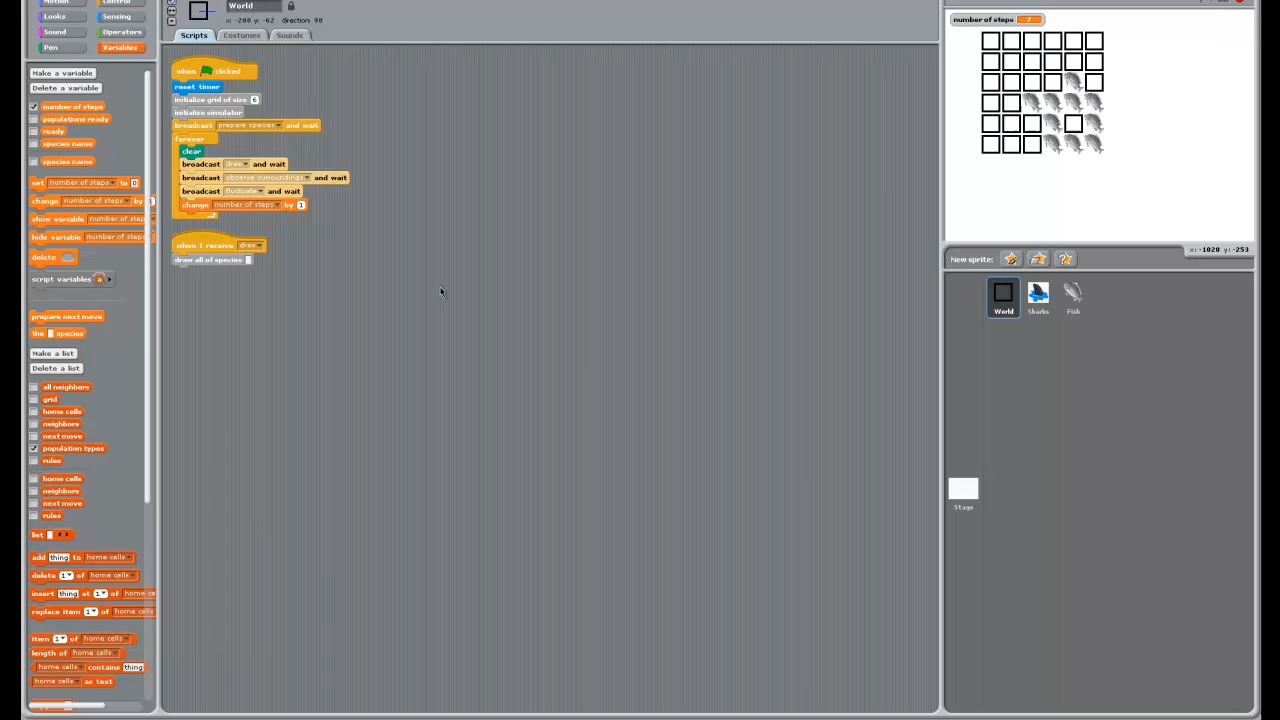 Motion Control
Looks Sensing
Sound Operators
Pen Variables
Make a variable
Delete a variable
number of steps
populations ready
ready
species name
species name
set number of steps to 0
change number of steps by 1
show variable number of step
hide variable number of step
delete
script variables a
prepare next move
the species
Make a list
Delete a list
all neighbors
grid
home cells
neighbors
next move
population types
rules
home cells
neighbors
next move
rules
list
add thing to home cells
delete 1 of home cells
insert thing at 1 of home ce
replace item 1 of home cells
item 1 of home cells
length of home cells
home cells contains thing
home cells as text
World
x: -200 y: -62 direction: 90
Scripts Costumes Sounds
when clicked
reset timer
initialize grid of size 6
initialize simulator
broadcast prepare species and wait
forever
clear
broadcast draw and wait
broadcast observe surroundings and wait
broadcast fluctuate and wait
change number of steps by 1
when I receive draw
draw all of species
number of steps 7
x: -1020 y: -253
New sprite:
World Sharks Fish
Stage